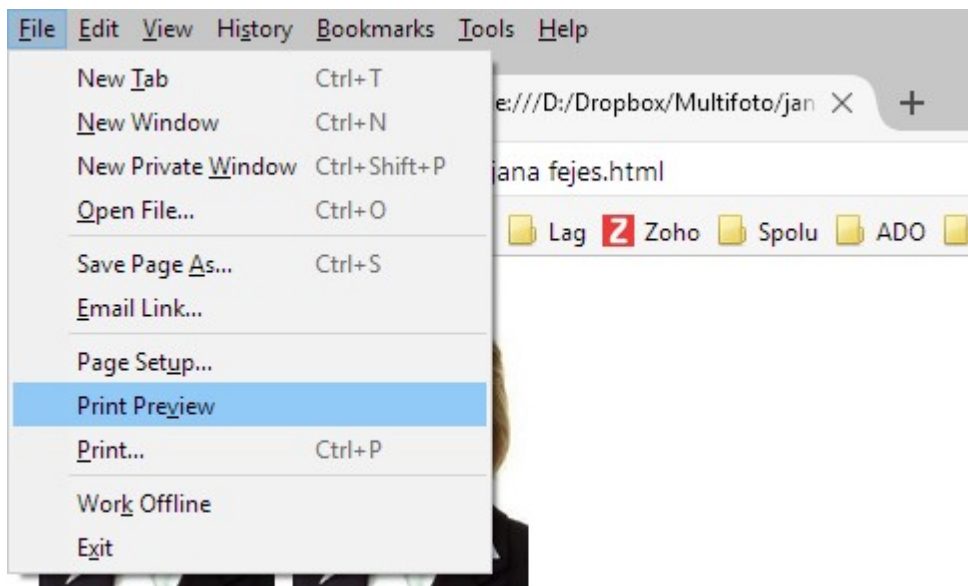 File Edit View History Bookmarks Tools Help
New Tab Ctrl+T
e:///D:/Dropbox/Multifoto/jan
New Window Ctrl+N
New Private Window Ctrl+Shift+P
jana fejes.html
Open File... Ctrl+O
Lag Z Zoho Spolu ADO
Save Page As... Ctrl+S
Email Link...
Page Setup...
Print Preview
Print... Ctrl+P
Work Offline
Exit